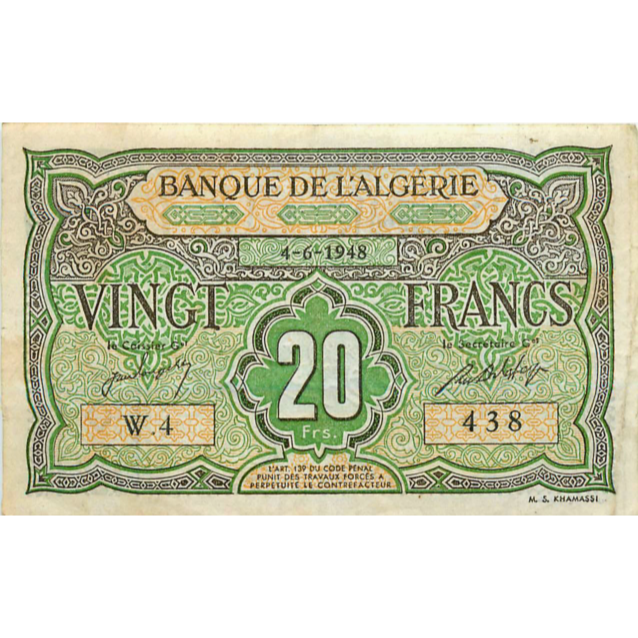 BANQUE DE L'ALGÉRIE
4-6-1948
VINGT FRANCS
le Caissier Gal le Secrétaire Gal
20
Frs.
W.4 438
L'ART. 139 DU CODE PÉNAL
PUNIT DES TRAVAUX FORCÉS A
PERPÉTUITÉ LE CONTREFACTEUR
M. S. KHAMASSI